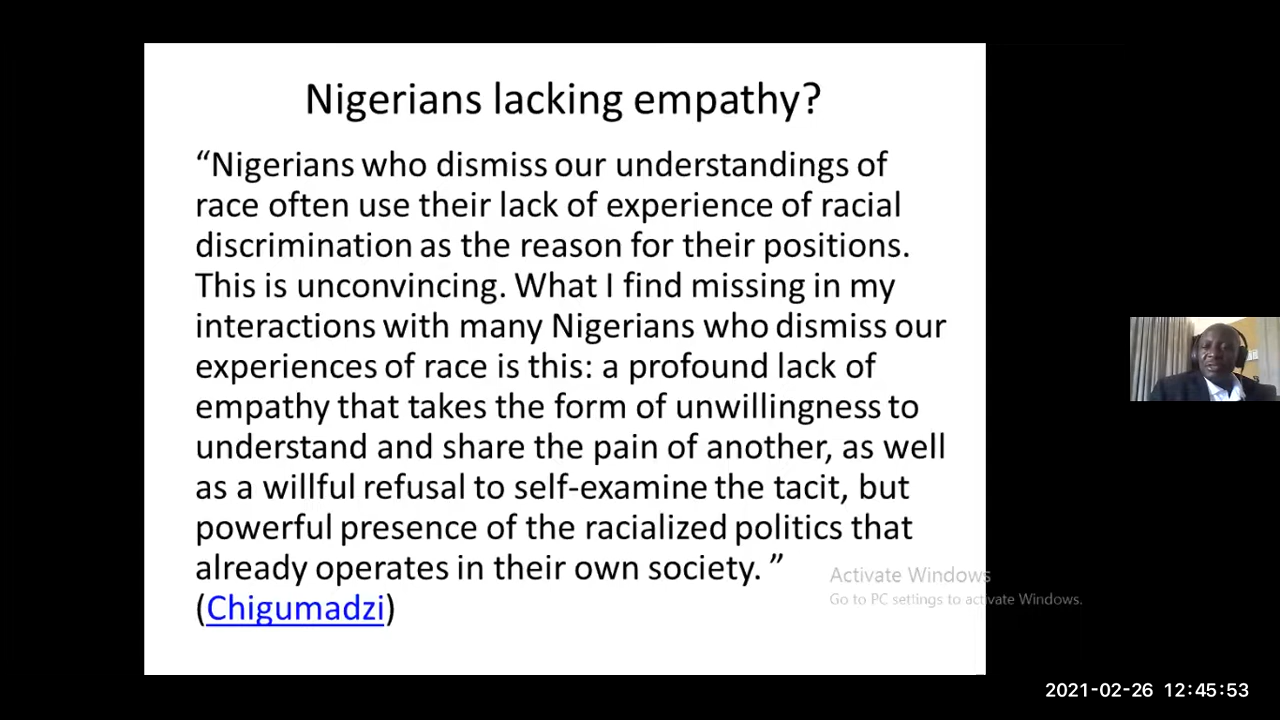 Nigerians lacking empathy?
“Nigerians who dismiss our understandings of
race often use their lack of experience of racial
discrimination as the reason for their positions.
This is unconvincing. What I find missing in my
interactions with many Nigerians who dismiss our
experiences of race is this: a profound lack of
empathy that takes the form of unwillingness to
understand and share the pain of another, as well
as a willful refusal to self-examine the tacit, but
powerful presence of the racialized politics that
already operates in their own society. ”
(Chigumadzi)
Activate Windows
Go to PC settings to activate Windows.
2021-02-26 12:45:53